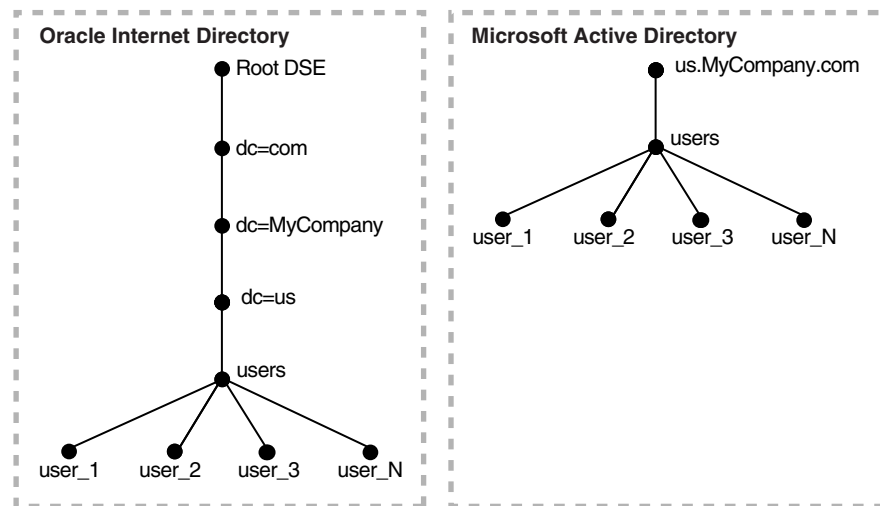 Oracle Internet Directory
Root DSE
dc=com
dc=MyCompany
dc=us
users
user_1 user_2 user_3 user_N
Microsoft Active Directory
us.MyCompany.com
users
user_1 user_2 user_3 user_N